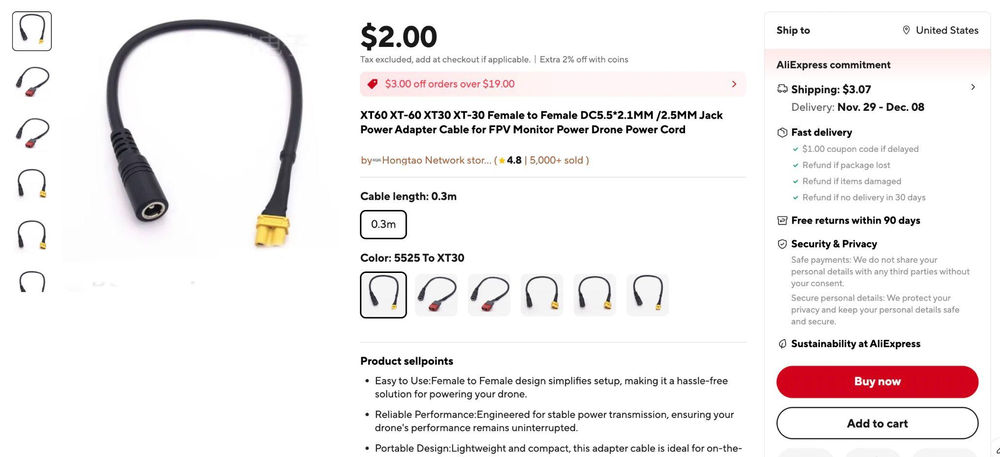 $2.00
Tax excluded, add at checkout if applicable. | Extra 2% off with coins
$3.00 off orders over $19.00
XT60 XT-60 XT30 XT-30 Female to Female DC5.5*2.1MM /2.5MM Jack
Power Adapter Cable for FPV Monitor Power Drone Power Cord
by Hongtao Network stor... ( 4.8 | 5,000+ sold )
Cable length: 0.3m
0.3m
Color: 5525 To XT30
Product sellpoints
• Easy to Use:Female to Female design simplifies setup, making it a hassle-free
solution for powering your drone.
• Reliable Performance:Engineered for stable power transmission, ensuring your
drone's performance remains uninterrupted.
• Portable Design:Lightweight and compact, this adapter cable is ideal for on-the-
Ship to
United States
AliExpress commitment
Shipping: $3.07
Delivery: Nov. 29 - Dec. 08
Fast delivery
$1.00 coupon code if delayed
Refund if package lost
Refund if items damaged
Refund if no delivery in 30 days
Free returns within 90 days
Security & Privacy
Safe payments: We do not share your
personal details with any third parties without
your consent.
Secure personal details: We protect your
privacy and keep your personal details safe
and secure.
Sustainability at AliExpress
Buy now
Add to cart